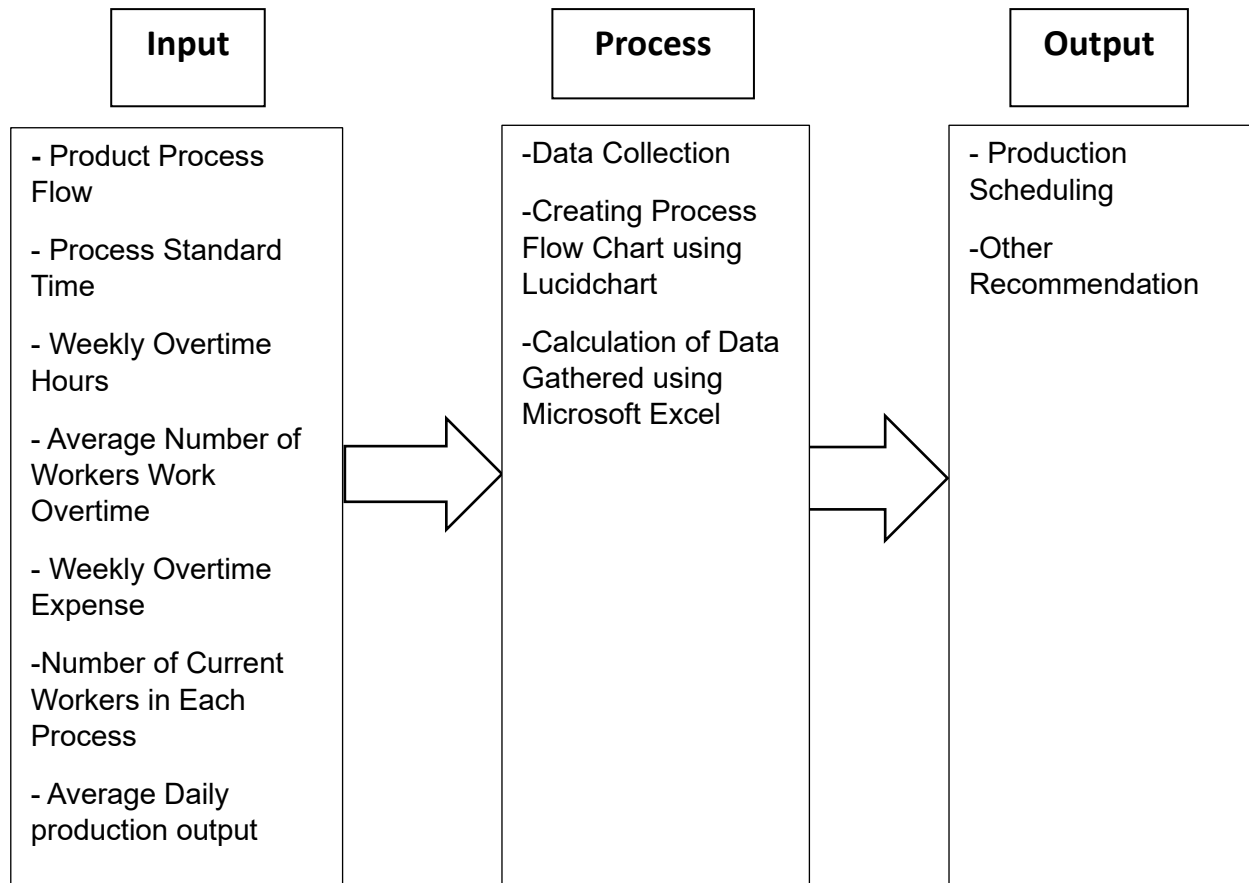 Input
- Product Process
Flow
- Process Standard
Time
- Weekly Overtime
Hours
- Average Number of
Workers Work
Overtime
- Weekly Overtime
Expense
-Number of Current
Workers in Each
Process
- Average Daily
production output
Process
-Data Collection
-Creating Process
Flow Chart using
Lucidchart
-Calculation of Data
Gathered using
Microsoft Excel
Output
- Production
Scheduling
-Other
Recommendation